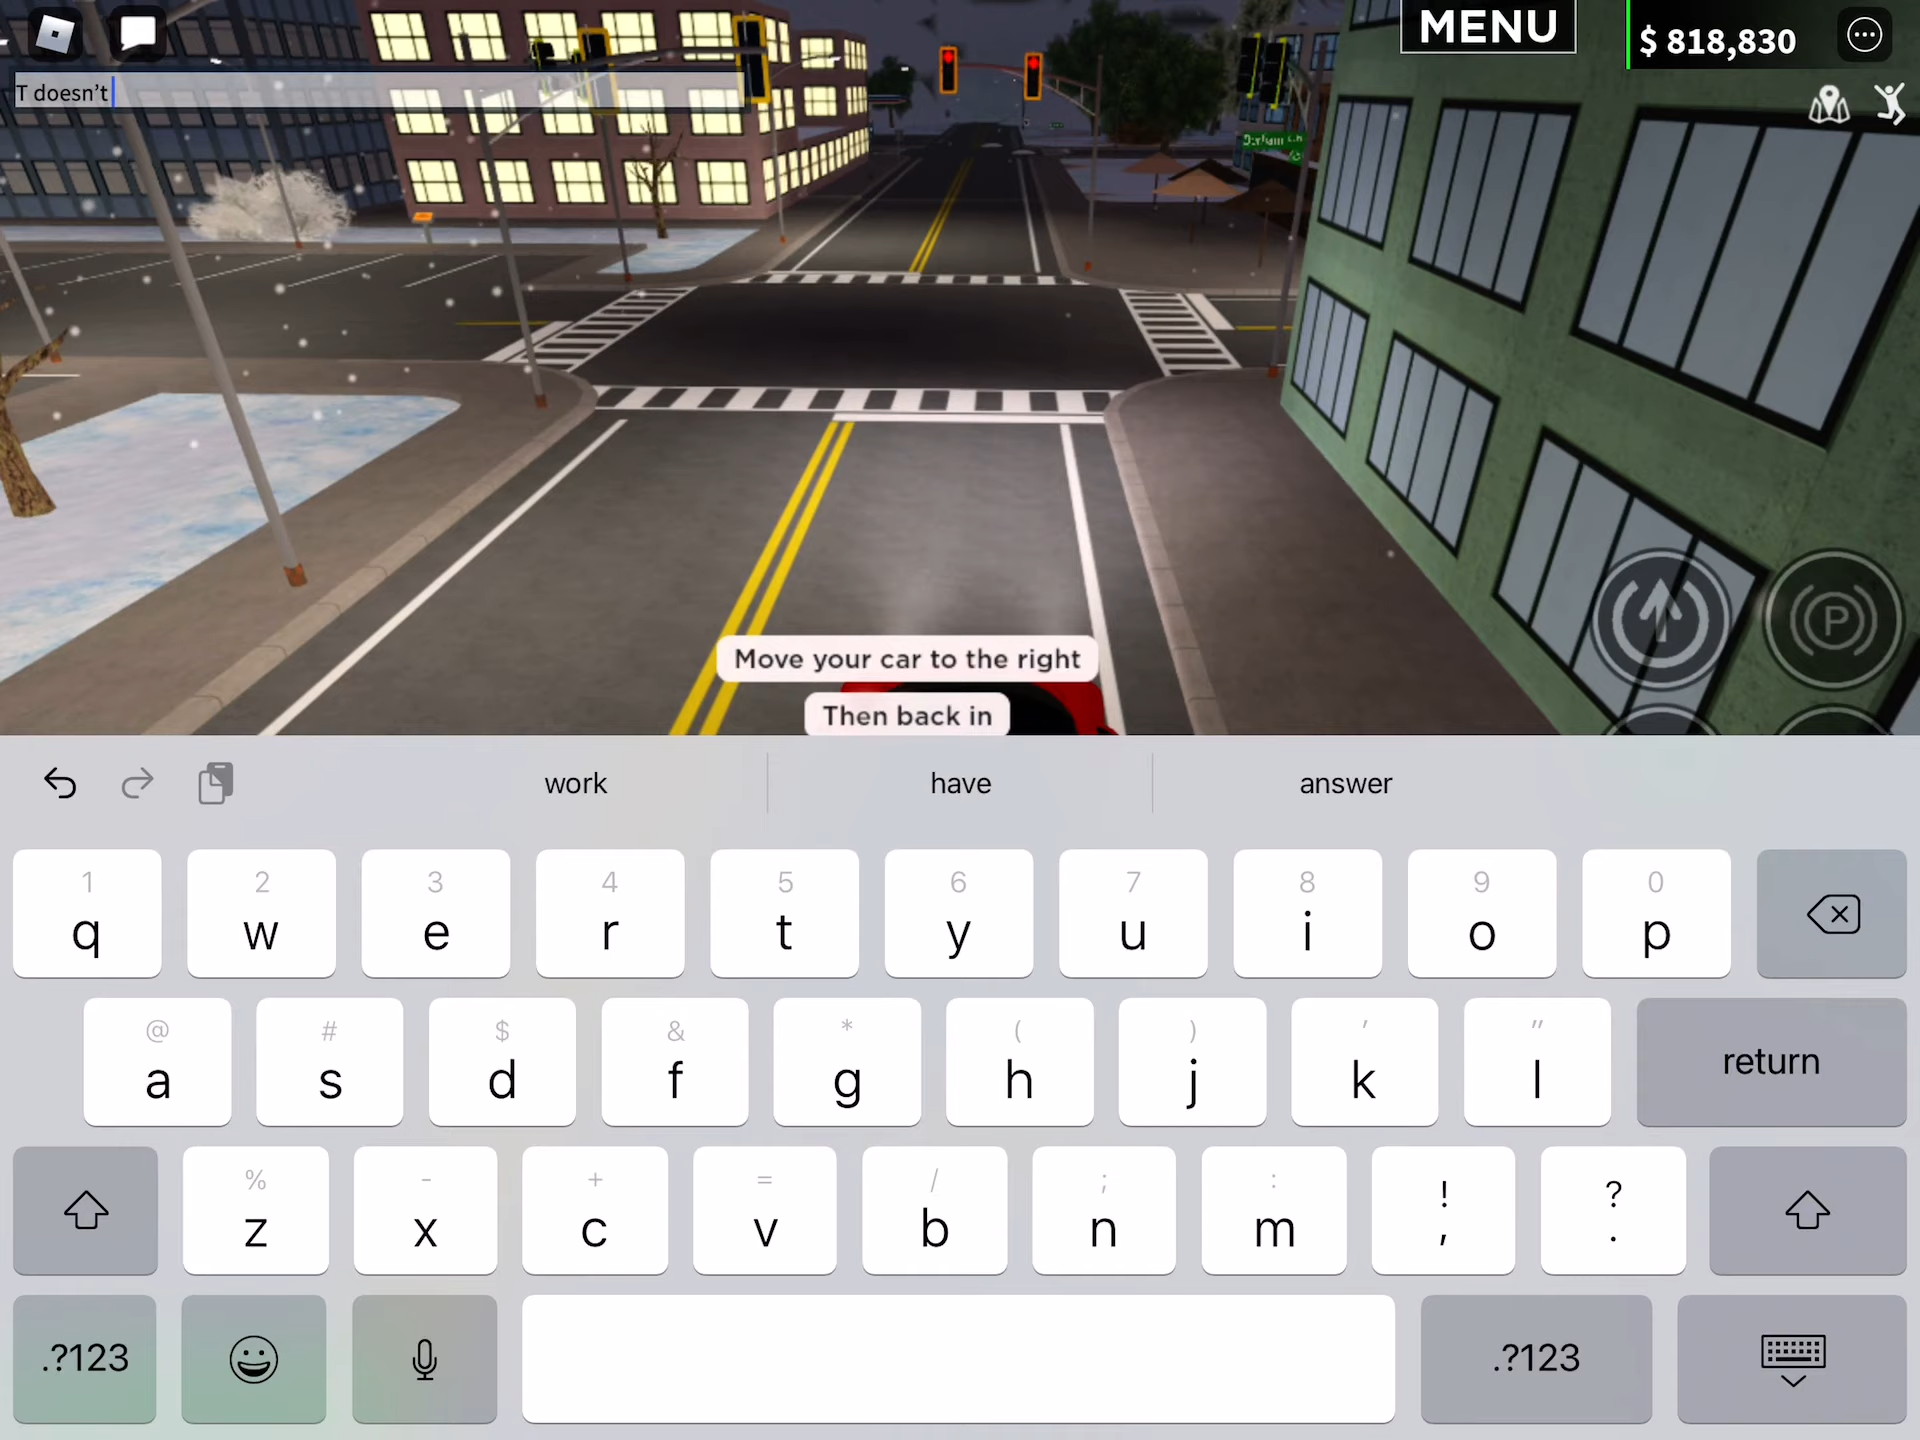 MENU
$ 818,830
T doesn't
Move your car to the right
Then back in
work have answer
1 2 3 4 5 6 7 8 9 0
q w e r t y u i o p
@ # $ & * ( ) ' "
a s d f g h j k l return
% - + = / ; : ! ?
z x c v b n m , .
.?123 .?123